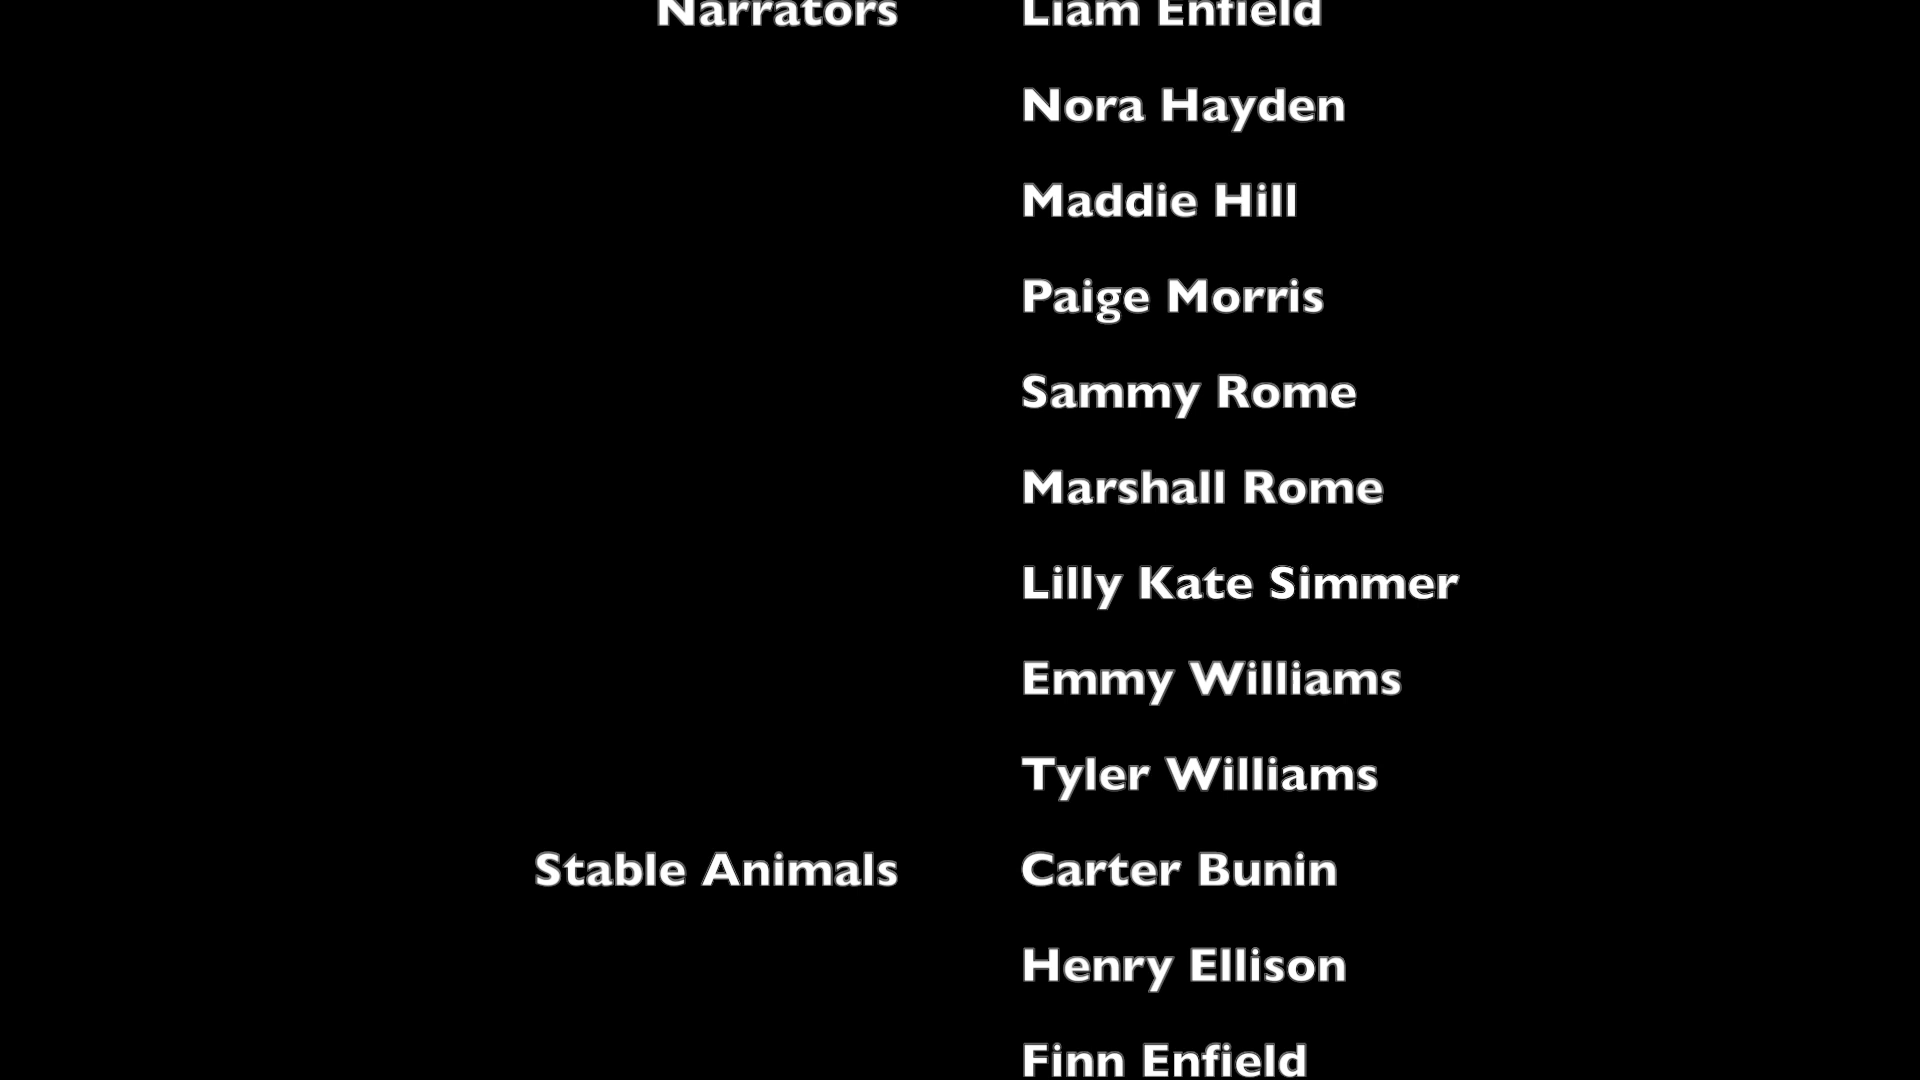 Narrators Liam Enfield
Nora Hayden
Maddie Hill
Paige Morris
Sammy Rome
Marshall Rome
Lilly Kate Simmer
Emmy Williams
Tyler Williams
Stable Animals Carter Bunin
Henry Ellison
Finn Enfield